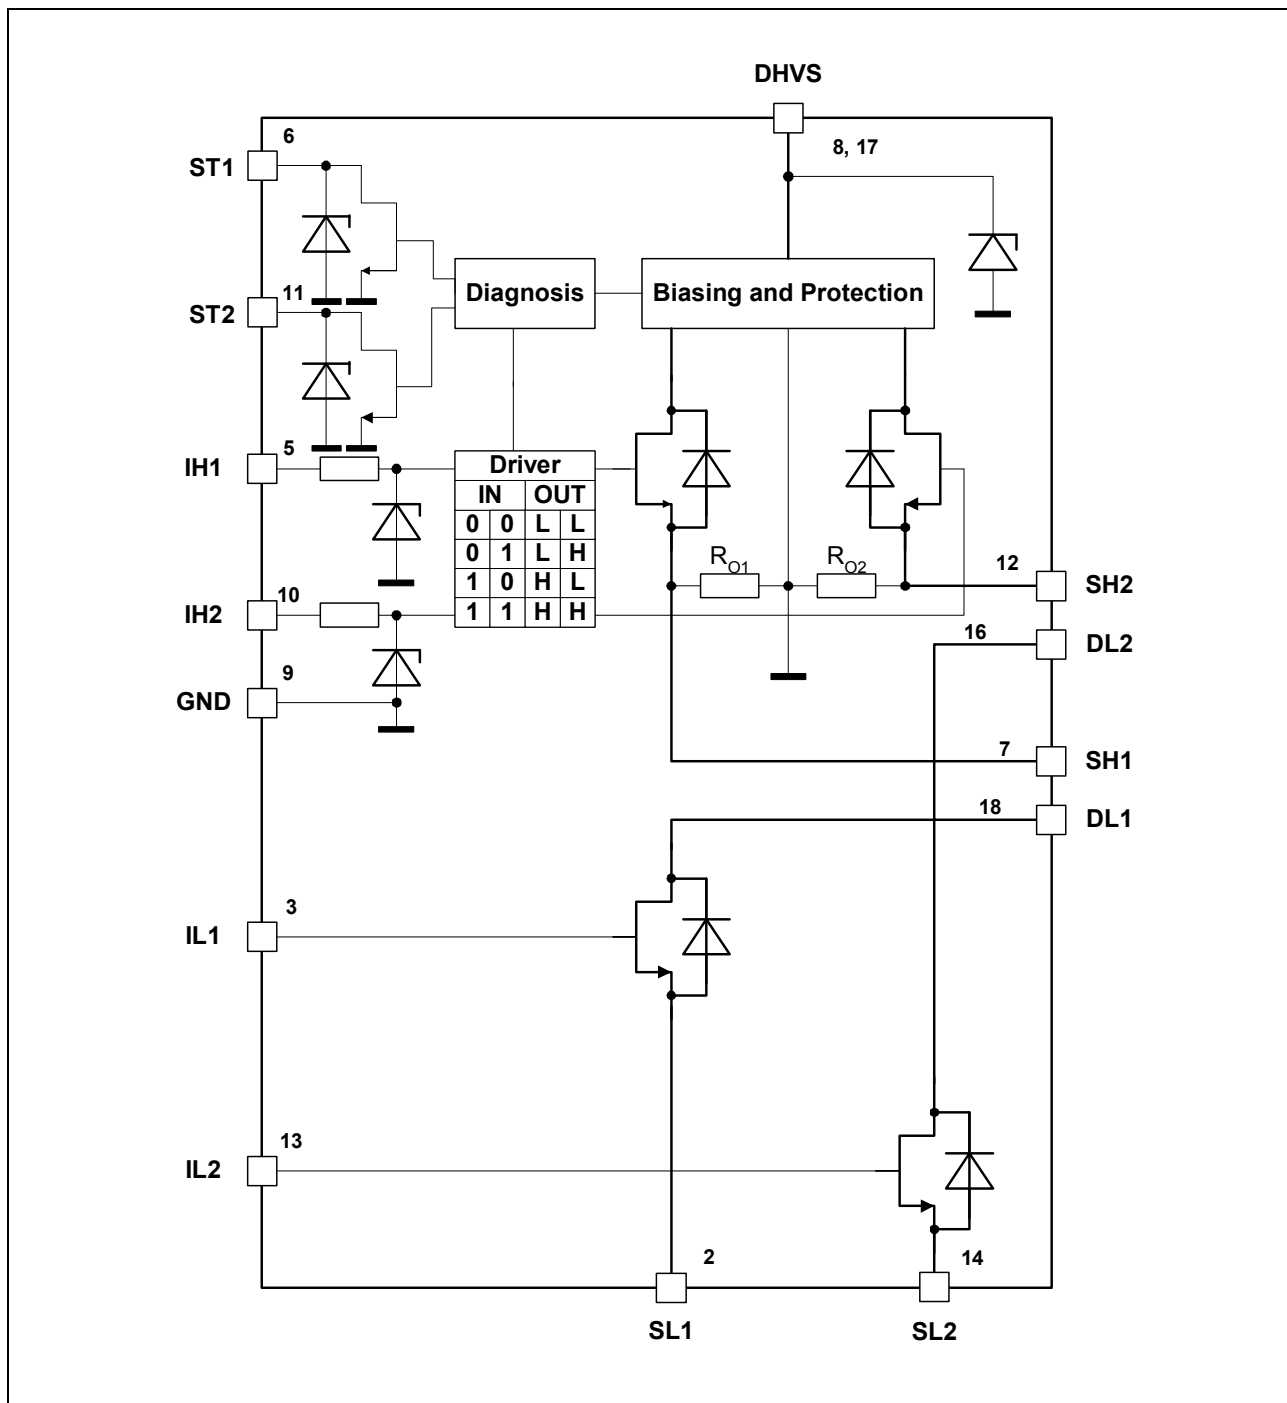 DHVS
8, 17
6
ST1
11
ST2
Diagnosis
Biasing and Protection
5
IH1
Driver
IN OUT
0 0 L L
0 1 L H
1 0 H L
1 1 H H
RO1
RO2
12
SH2
10
IH2
16
DL2
9
GND
7
SH1
18
DL1
3
IL1
13
IL2
2
14
SL1
SL2